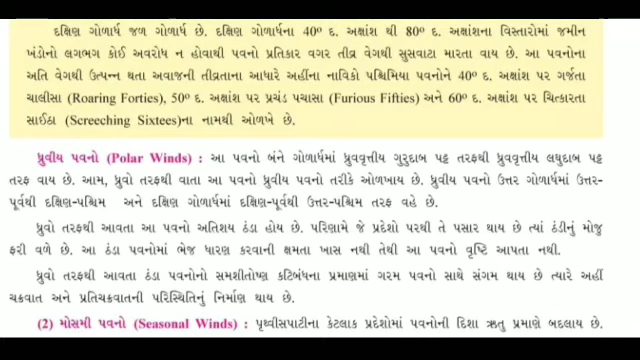 દક્ષિણ ગોળાર્ધ જળ ગોળાર્ધ છે. દક્ષિણ ગોળાર્ધના 40º દ. અક્ષાંશ થી 80º દ. અક્ષાંશના વિસ્તારોમાં જમીન
ખંડોનો લગભગ કોઈ અવરોધ ન હોવાથી પવનો પ્રતિકાર વગર તીવ્ર વેગથી સુસવાટા મારતા વાય છે. આ પવનોના
અતિ વેગથી ઉત્પન્ન થતા અવાજની તીવ્રતાના આધારે અહીંના નાવિકો પશ્ચિમિયા પવનોને 40º દ. અક્ષાંશ પર ગર્જતા
ચાલીસા (Roaring Forties), 50º દ. અક્ષાંશ પર પ્રચંડ પચાસા (Furious Fifties) અને 60º દ. અક્ષાંશ પર ચિત્કારતા
સાઈઠા (Screeching Sixtees)ના નામથી ઓળખે છે.
ધ્રુવીય પવનો (Polar Winds) : આ પવનો બંને ગોળાર્ધમાં ધ્રુવવૃત્તીય ગુરુદાબ પટ્ટ તરફથી ધ્રુવવૃત્તીય લઘુદાબ પટ્ટ
તરફ વાય છે. આમ, ધ્રુવો તરફથી વાતા આ પવનો ધ્રુવીય પવનો તરીકે ઓળખાય છે. ધ્રુવીય પવનો ઉત્તર ગોળાર્ધમાં ઉત્તર-
પૂર્વથી દક્ષિણ-પશ્ચિમ અને દક્ષિણ ગોળાર્ધમાં દક્ષિણ-પૂર્વથી ઉત્તર-પશ્ચિમ તરફ વહે છે.
ધ્રુવો તરફથી આવતા આ પવનો અતિશય ઠંડા હોય છે. પરિણામે જે પ્રદેશો પરથી તે પસાર થાય છે ત્યાં ઠંડીનું મોજુ
ફરી વળે છે. આ ઠંડા પવનોમાં ભેજ ધારણ કરવાની ક્ષમતા ખાસ નથી તેથી આ પવનો વૃષ્ટિ આપતા નથી.
ધ્રુવો તરફથી આવતા ઠંડા પવનોનો સમશીતોષ્ણ કટિબંધના પ્રમાણમાં ગરમ પવનો સાથે સંગમ થાય છે ત્યારે અહીં
ચક્રવાત અને પ્રતિચક્રવાતની પરિસ્થિતિનું નિર્માણ થાય છે.
(2) મોસમી પવનો (Seasonal Winds) : પૃથ્વીસપાટીના કેટલાક પ્રદેશોમાં પવનોની દિશા ઋતુ પ્રમાણે બદલાય છે.